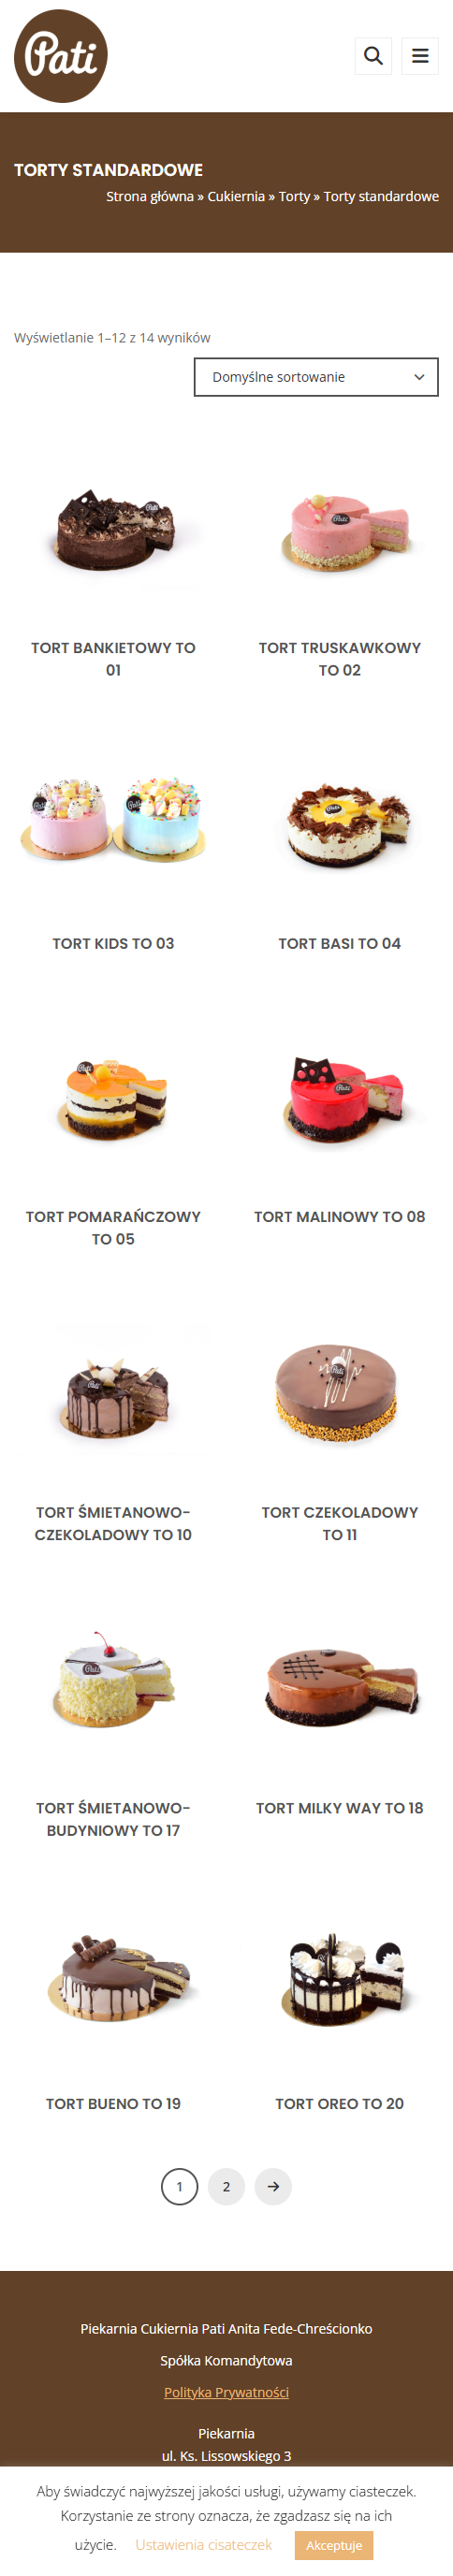 Pati
TORTY STANDARDOWE
Strona główna » Cukiernia » Torty » Torty standardowe
Wyświetlanie 1–12 z 14 wyników
Domyślne sortowanie
TORT BANKIETOWY TO
01
TORT TRUSKAWKOWY
TO 02
TORT KIDS TO 03
TORT BASI TO 04
TORT POMARAŃCZOWY
TO 05
TORT MALINOWY TO 08
TORT ŚMIETANOWO-
CZEKOLADOWY TO 10
TORT CZEKOLADOWY
TO 11
TORT ŚMIETANOWO-
BUDYNIOWY TO 17
TORT MILKY WAY TO 18
TORT BUENO TO 19
TORT OREO TO 20
1 2 →
Piekarnia Cukiernia Pati Anita Fede-Chreścionko
Spółka Komandytowa
Polityka Prywatności
Piekarnia
ul. Ks. Lissowskiego 3
Aby świadczyć najwyższej jakości usługi, używamy ciasteczek.
Korzystanie ze strony oznacza, że zgadzasz się na ich
użycie. Ustawienia cisateczek Akceptuje